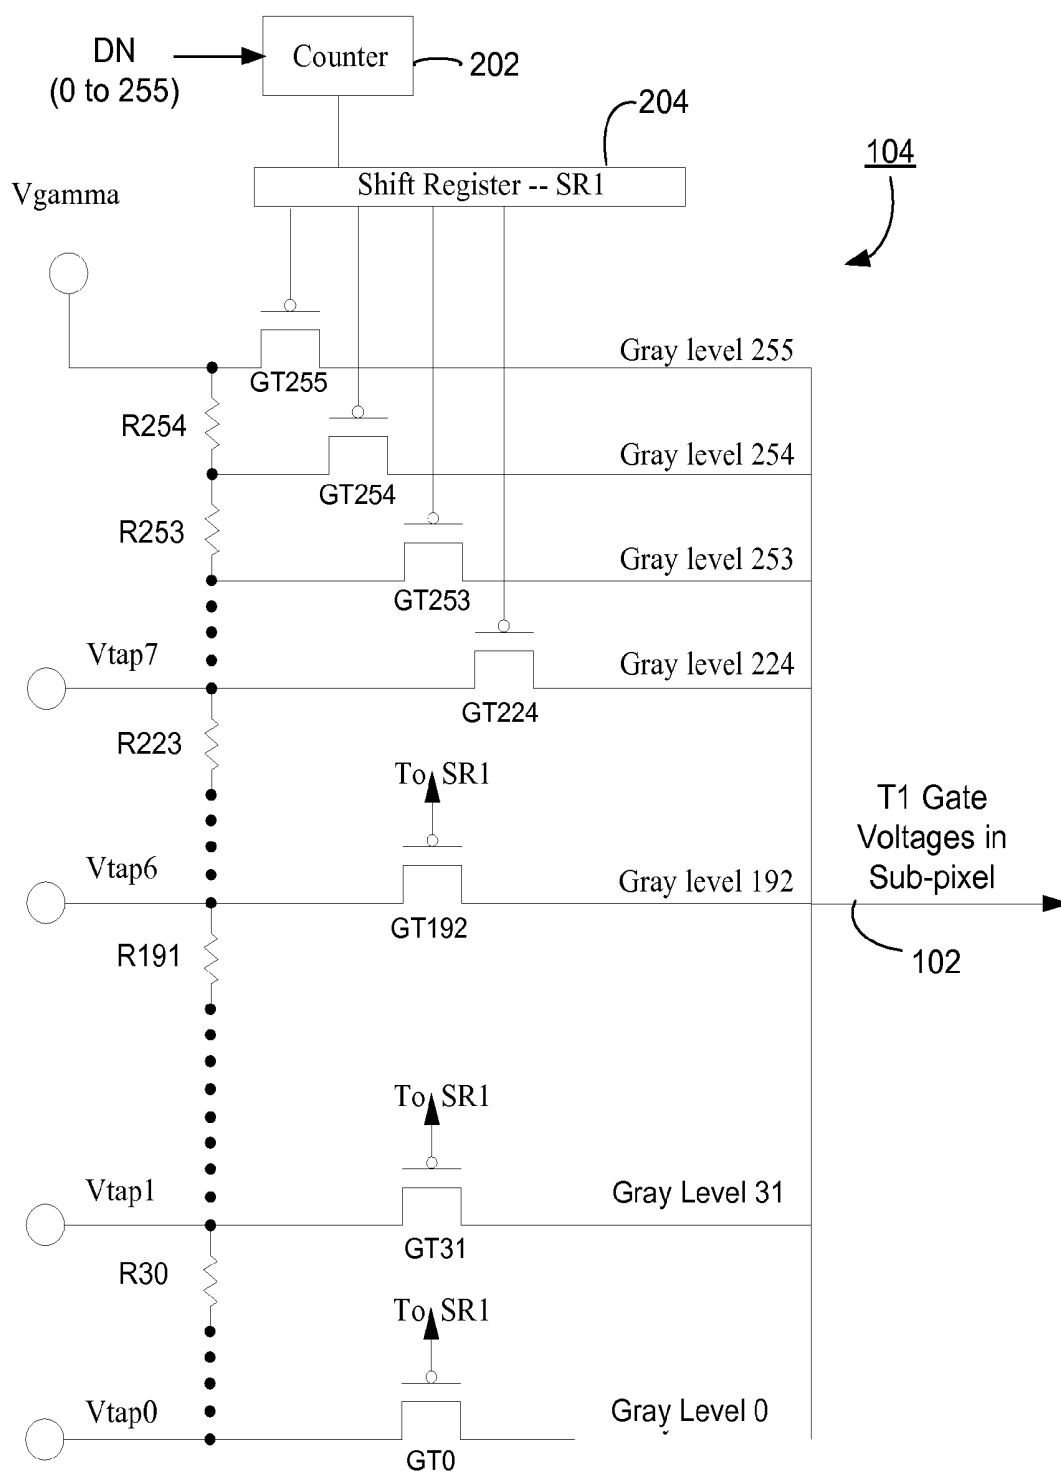 DN
(0 to 255)
Counter
202
204
Shift Register -- SR1
104
Vgamma
Gray level 255
GT255
R254
Gray level 254
GT254
R253
Gray level 253
GT253
Vtap7
Gray level 224
GT224
R223
To SR1
T1 Gate
Voltages in
Sub-pixel
Vtap6
Gray level 192
GT192
R191
102
To SR1
Vtap1
Gray Level 31
GT31
R30
To SR1
Vtap0
Gray Level 0
GT0